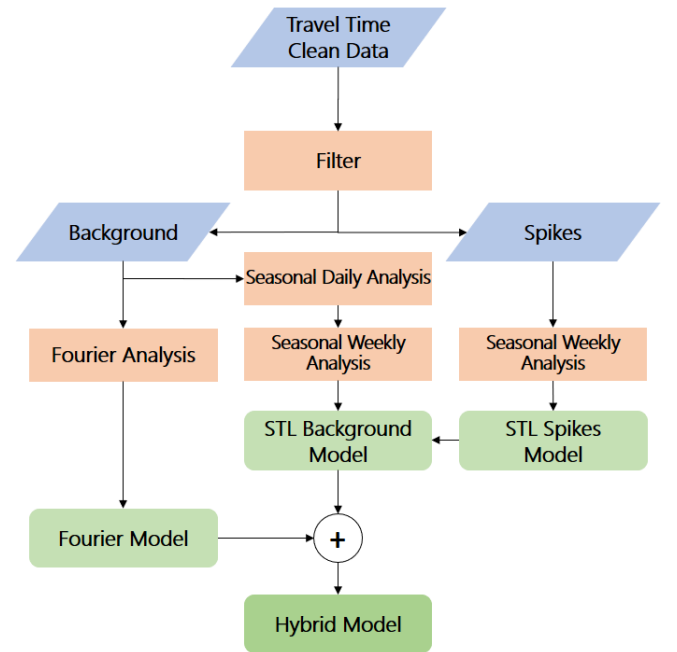 Travel Time
Clean Data
Filter
Background
Spikes
Seasonal Daily Analysis
Fourier Analysis
Seasonal Weekly
Analysis
Seasonal Weekly
Analysis
STL Background
Model
STL Spikes
Model
Fourier Model
+
Hybrid Model